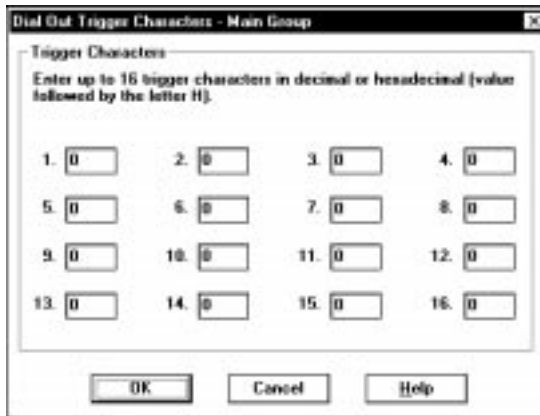 Dial Out Trigger Characters - Main Group
Trigger Characters
Enter up to 16 trigger characters in decimal or hexadecimal (value
followed by the letter H).
1. 0 2. 0 3. 0 4. 0
5. 0 6. 0 7. 0 8. 0
9. 0 10. 0 11. 0 12. 0
13. 0 14. 0 15. 0 16. 0
OK Cancel Help